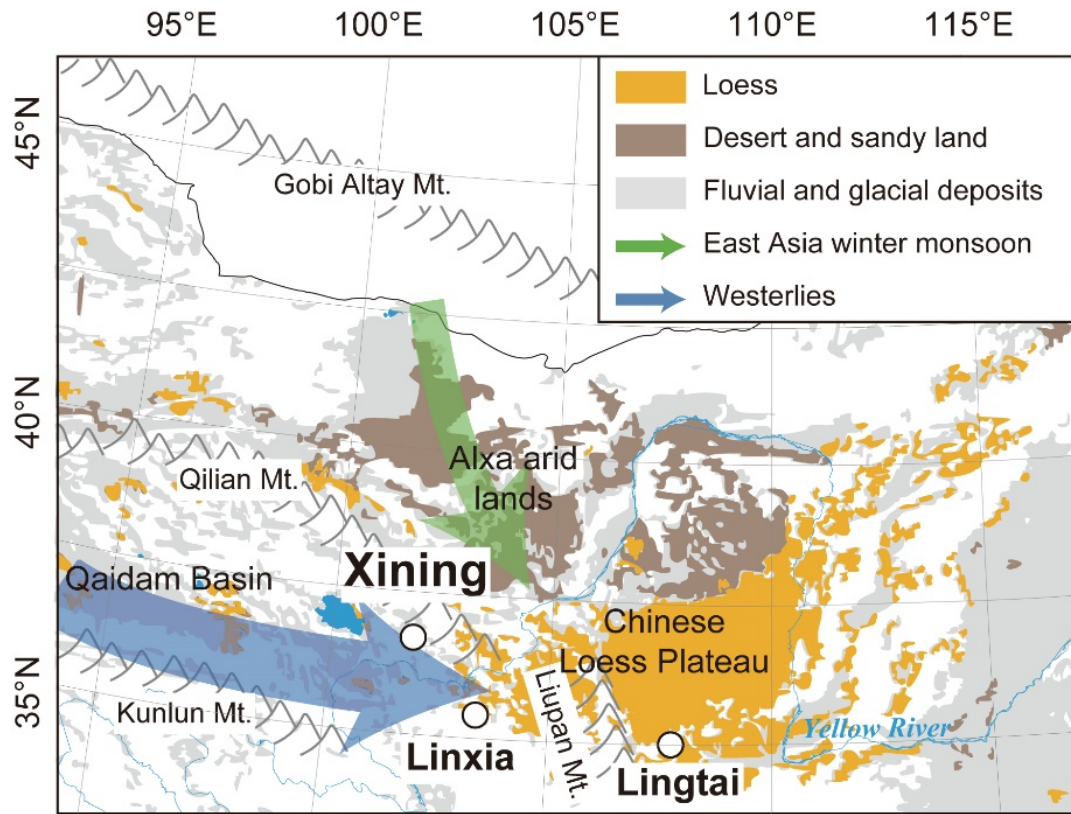 95°E 100°E 105°E 110°E 115°E
45°N
40°N
35°N
Loess
Desert and sandy land
Fluvial and glacial deposits
East Asia winter monsoon
Westerlies
Gobi Altay Mt.
Alxa arid
lands
Qilian Mt.
Xining
Qaidam Basin
Chinese
Loess Plateau
Kunlun Mt.
Liupan Mt.
Yellow River
Linxia
Lingtai